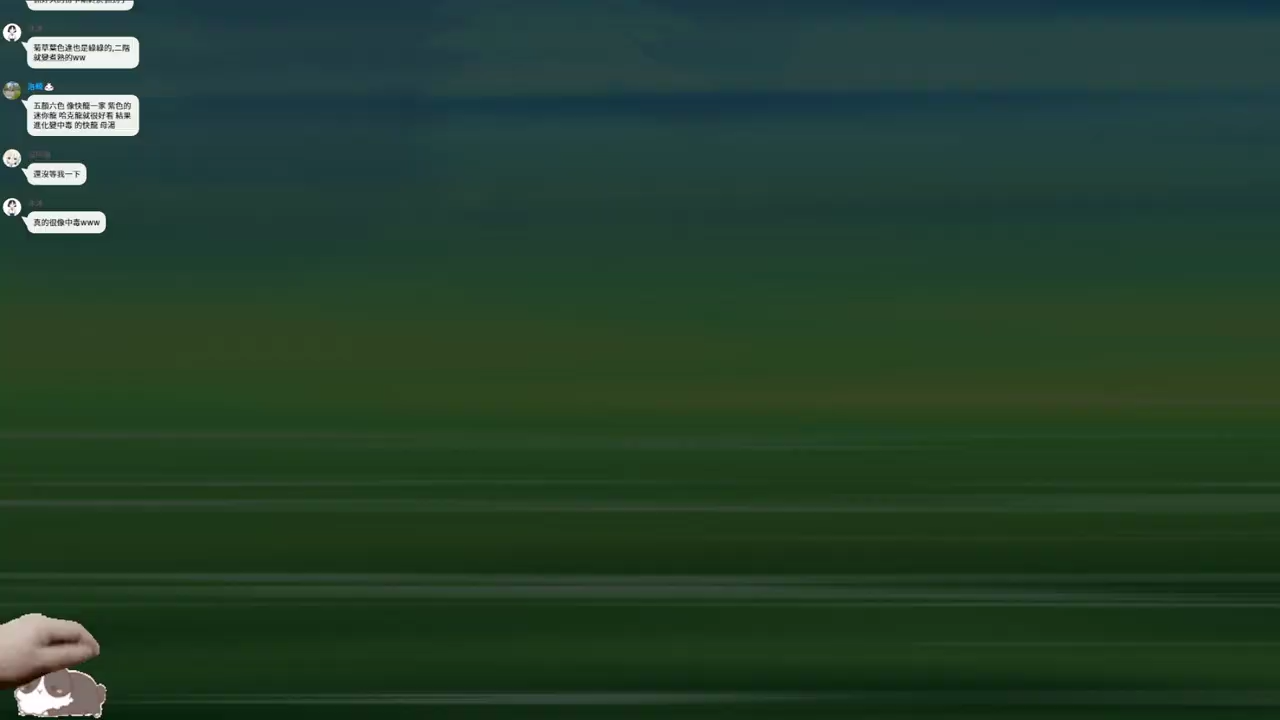 菊草葉色違也是綠綠的,二階
就變煮熟的ww
五顏六色 像快龍一家 紫色的
迷你龍 哈克龍就很好看 結果
進化變中毒 的快龍 母湯
還沒等我一下
真的很像中毒www